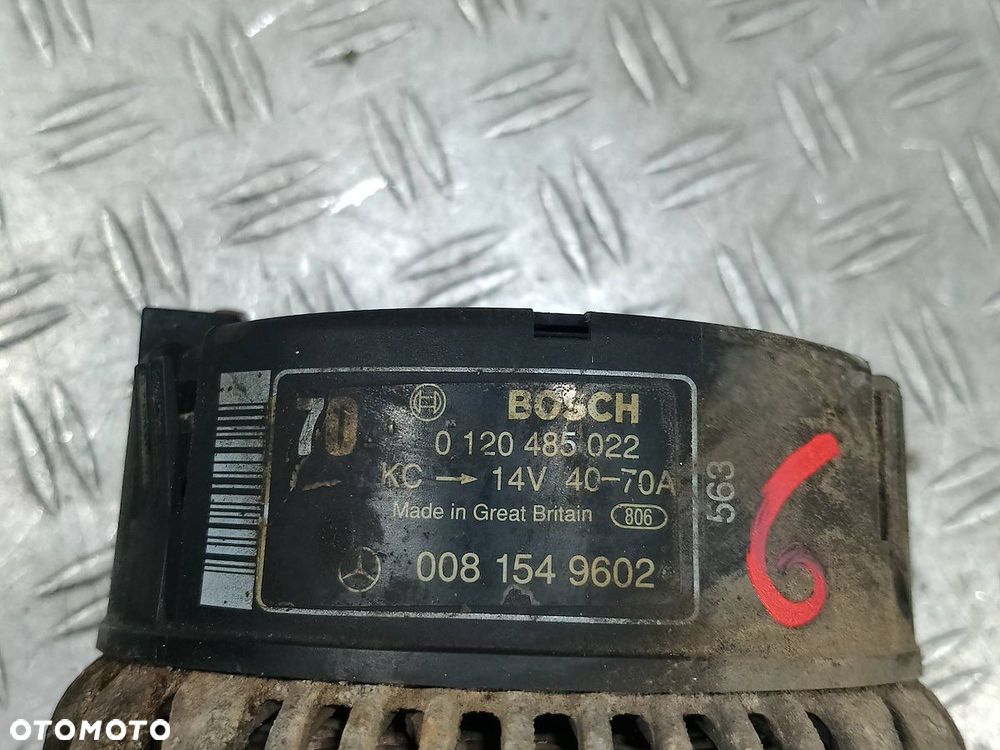 70 BOSCH
0 120 485 022
KC → 14V 40-70A
Made in Great Britain 806
008 154 9602
563
6
OTOMOTO